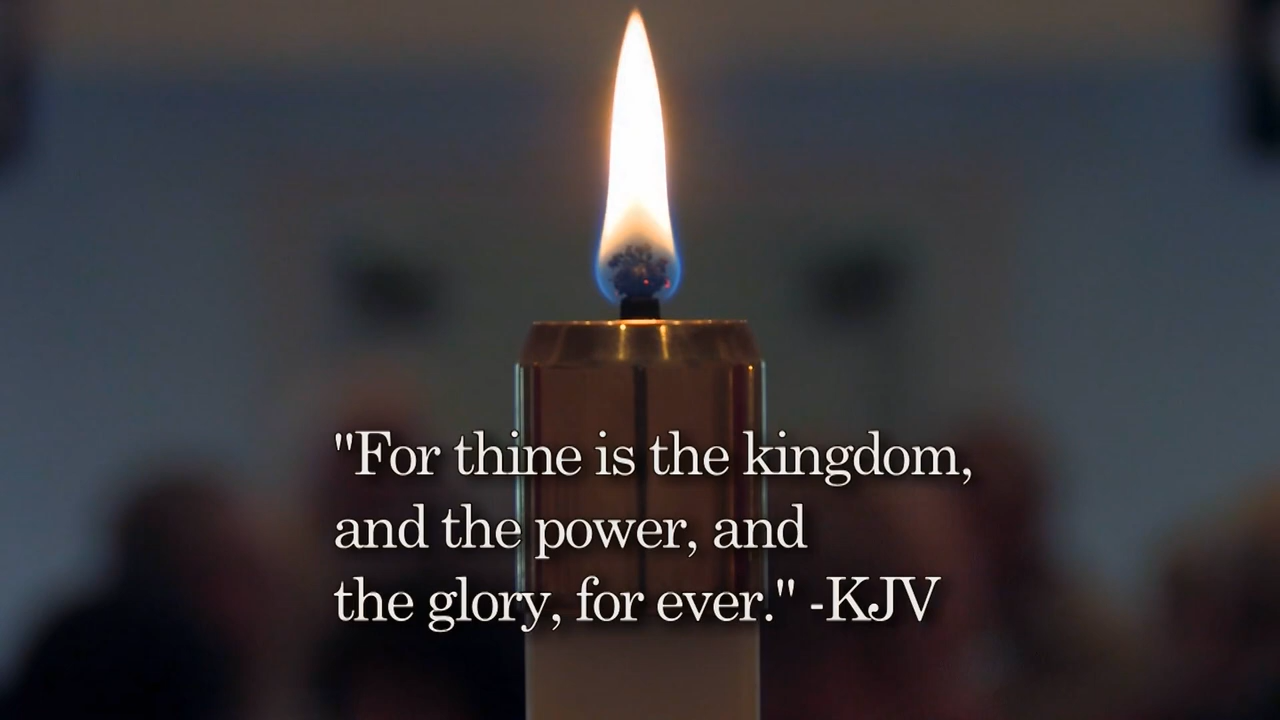 "For thine is the kingdom,
and the power, and
the glory, for ever." -KJV